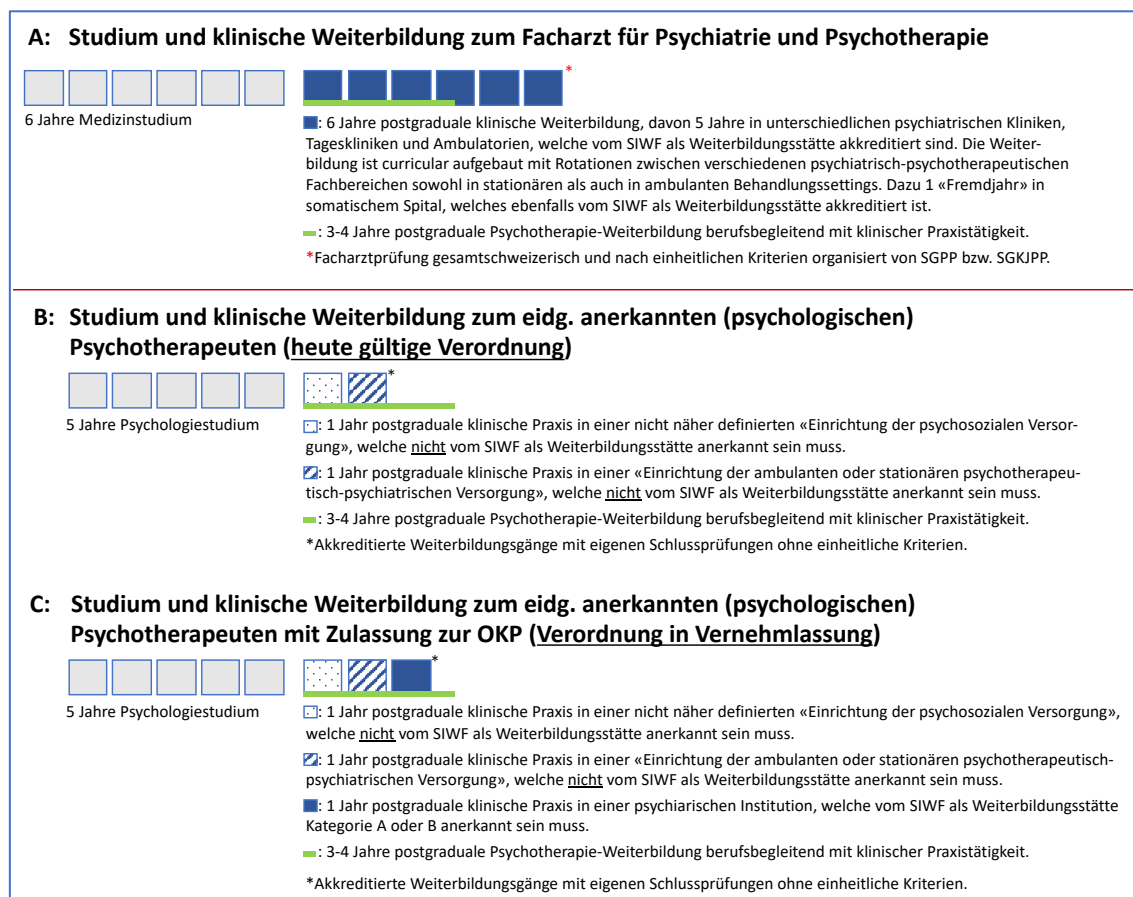 A: Studium und klinische Weiterbildung zum Facharzt für Psychiatrie und Psychotherapie
*
6 Jahre Medizinstudium
: 6 Jahre postgraduale klinische Weiterbildung, davon 5 Jahre in unterschiedlichen psychiatrischen Kliniken,
Tageskliniken und Ambulatorien, welche vom SIWF als Weiterbildungsstätte akkreditiert sind. Die Weiter-
bildung ist curricular aufgebaut mit Rotationen zwischen verschiedenen psychiatrisch-psychotherapeutischen
Fachbereichen sowohl in stationären als auch in ambulanten Behandlungssettings. Dazu 1 «Fremdjahr» in
somatischem Spital, welches ebenfalls vom SIWF als Weiterbildungsstätte akkreditiert ist.
: 3-4 Jahre postgraduale Psychotherapie-Weiterbildung berufsbegleitend mit klinischer Praxistätigkeit.
*Facharztprüfung gesamtschweizerisch und nach einheitlichen Kriterien organisiert von SGPP bzw. SGKJPP.
B: Studium und klinische Weiterbildung zum eidg. anerkannten (psychologischen)
Psychotherapeuten (heute gültige Verordnung)
*
5 Jahre Psychologiestudium
: 1 Jahr postgraduale klinische Praxis in einer nicht näher definierten «Einrichtung der psychosozialen Versor-
gung», welche nicht vom SIWF als Weiterbildungsstätte anerkannt sein muss.
: 1 Jahr postgraduale klinische Praxis in einer «Einrichtung der ambulanten oder stationären psychotherapeu-
tisch-psychiatrischen Versorgung», welche nicht vom SIWF als Weiterbildungsstätte anerkannt sein muss.
: 3-4 Jahre postgraduale Psychotherapie-Weiterbildung berufsbegleitend mit klinischer Praxistätigkeit.
*Akkreditierte Weiterbildungsgänge mit eigenen Schlussprüfungen ohne einheitliche Kriterien.
C: Studium und klinische Weiterbildung zum eidg. anerkannten (psychologischen)
Psychotherapeuten mit Zulassung zur OKP (Verordnung in Vernehmlassung)
*
5 Jahre Psychologiestudium
: 1 Jahr postgraduale klinische Praxis in einer nicht näher definierten «Einrichtung der psychosozialen Versorgung»,
welche nicht vom SIWF als Weiterbildungsstätte anerkannt sein muss.
: 1 Jahr postgraduale klinische Praxis in einer «Einrichtung der ambulanten oder stationären psychotherapeutisch-
psychiatrischen Versorgung», welche nicht vom SIWF als Weiterbildungsstätte anerkannt sein muss.
: 1 Jahr postgraduale klinische Praxis in einer psychiarischen Institution, welche vom SIWF als Weiterbildungsstätte
Kategorie A oder B anerkannt sein muss.
: 3-4 Jahre postgraduale Psychotherapie-Weiterbildung berufsbegleitend mit klinischer Praxistätigkeit.
*Akkreditierte Weiterbildungsgänge mit eigenen Schlussprüfungen ohne einheitliche Kriterien.